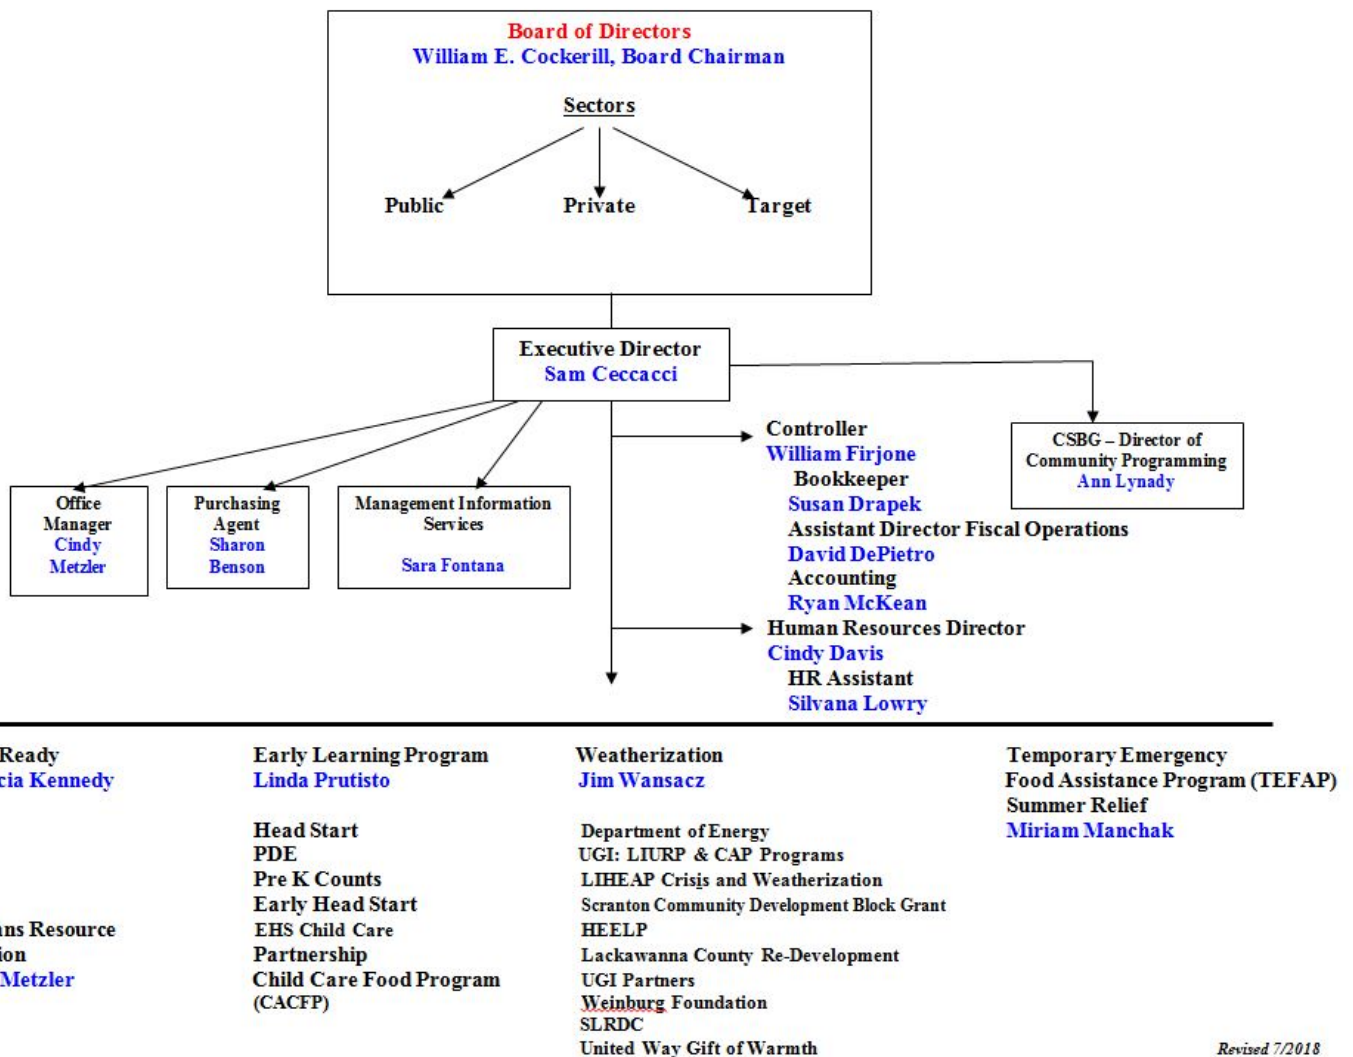 Board of Directors
William E. Cockerill, Board Chairman
Sectors
Public Private Target
Executive Director
Sam Ceccacci
Office
Manager
Cindy
Metzler
Purchasing
Agent
Sharon
Benson
Management Information
Services
Sara Fontana
Controller
William Firjone
Bookkeeper
Susan Drapek
Assistant Director Fiscal Operations
David DePietro
Accounting
Ryan McKean
Human Resources Director
Cindy Davis
HR Assistant
Silvana Lowry
CSBG – Director of
Community Programming
Ann Lynady
Ready
cia Kennedy
ans Resource
ion
Metzler
Early Learning Program
Linda Prutisto
Head Start
PDE
Pre K Counts
Early Head Start
EHS Child Care
Partnership
Child Care Food Program
(CACFP)
Weatherization
Jim Wansacz
Department of Energy
UGI: LIURP & CAP Programs
LIHEAP Crisis and Weatherization
Scranton Community Development Block Grant
HEELP
Lackawanna County Re-Development
UGI Partners
Weinburg Foundation
SLRDC
United Way Gift of Warmth
Temporary Emergency
Food Assistance Program (TEFAP)
Summer Relief
Miriam Manchak
Revised 7/2018